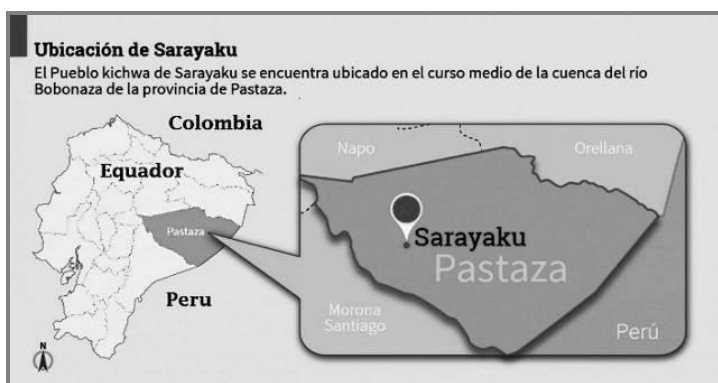 Ubicación de Sarayaku
El Pueblo kichwa de Sarayaku se encuentra ubicado en el curso medio de la cuenca del río
Bobonaza de la provincia de Pastaza.
Colombia
Equador
Pastaza
Peru
N
Napo
Orellana
Sarayaku
Pastaza
Morona
Santiago
Perú